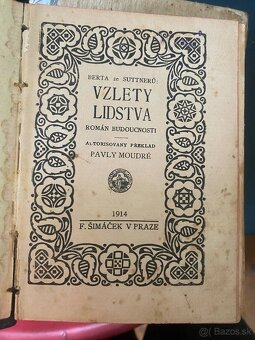 BERTA ze SUTTNERŮ:
VZLETY
LIDSTVA
ROMÁN BUDOUCNOSTI
AUTORISOVANÝ PŘEKLAD
PAVLY MOUDRÉ
1914
F. ŠIMÁČEK V PRAZE
Bazos.sk